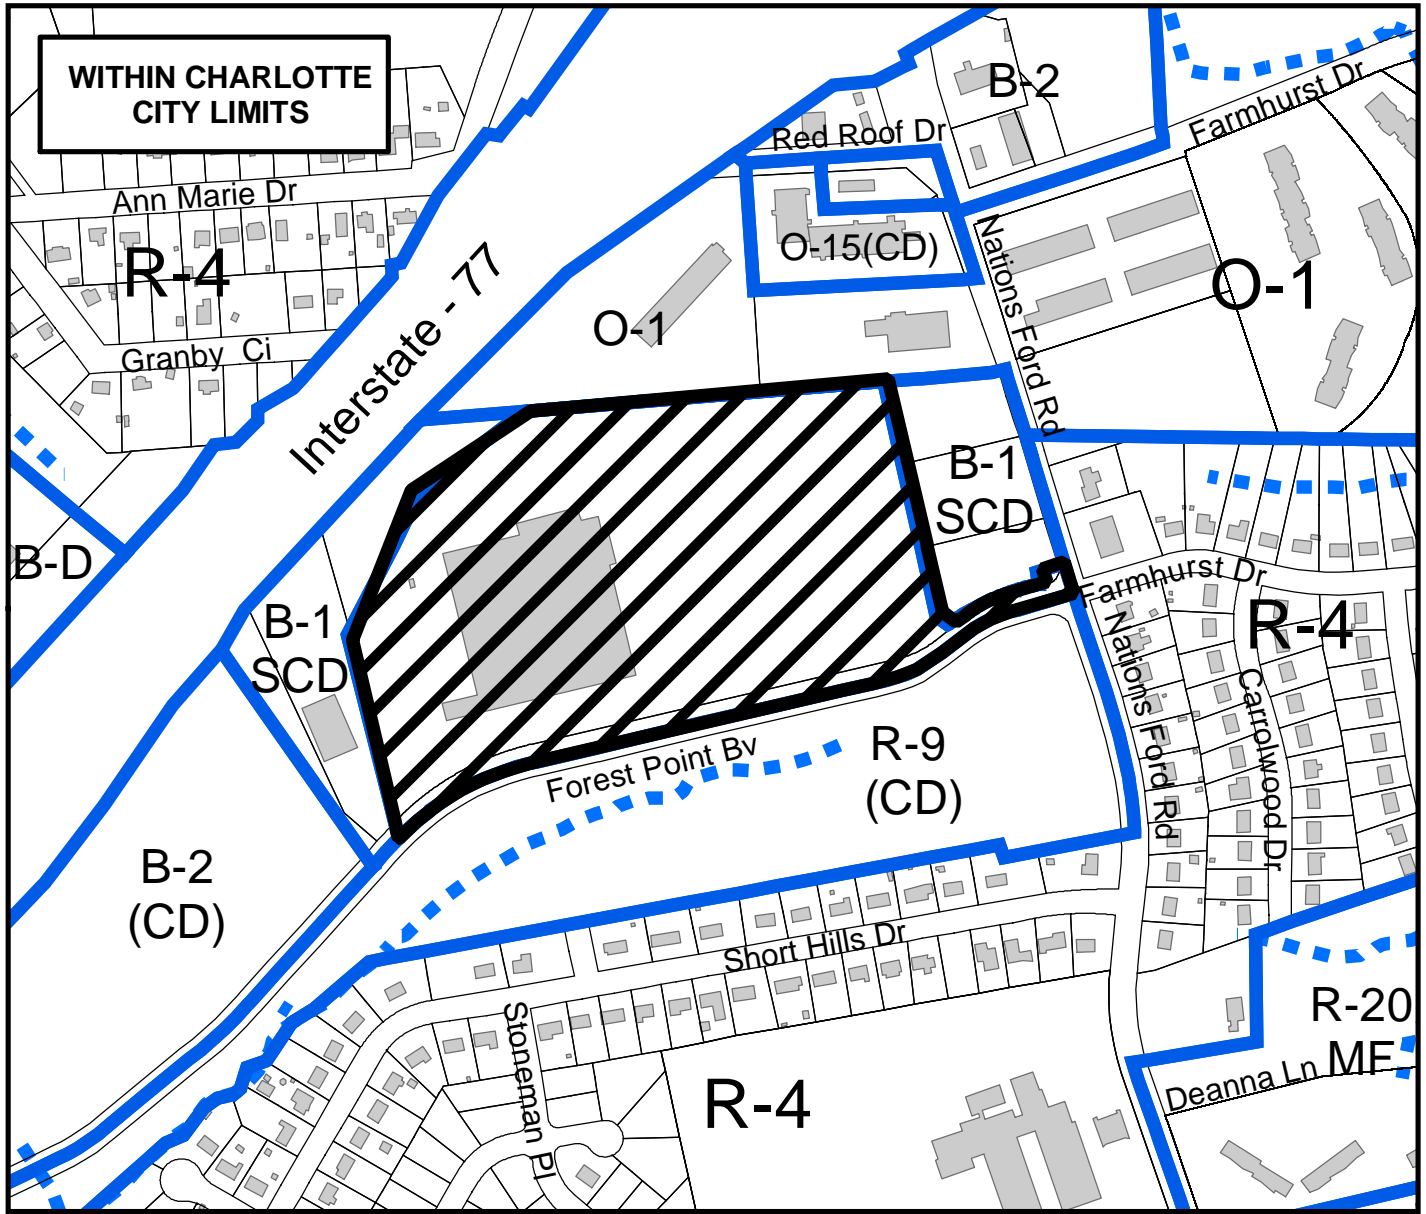 WITHIN CHARLOTTE
CITY LIMITS
B-2
Farmhurst Dr
Red Roof Dr
Ann Marie Dr
R-4
O-15(CD)
Nations Ford Rd
O-1
Interstate - 77
O-1
Granby Ci
B-1
SCD
B-D
Farmhurst Dr
B-1
SCD
R-4
Nations Ford Rd
Carrolwood Dr
Forest Point Bv
R-9
(CD)
B-2
(CD)
Short Hills Dr
Stoneman Pl
R-20
MF
Deanna Ln
R-4